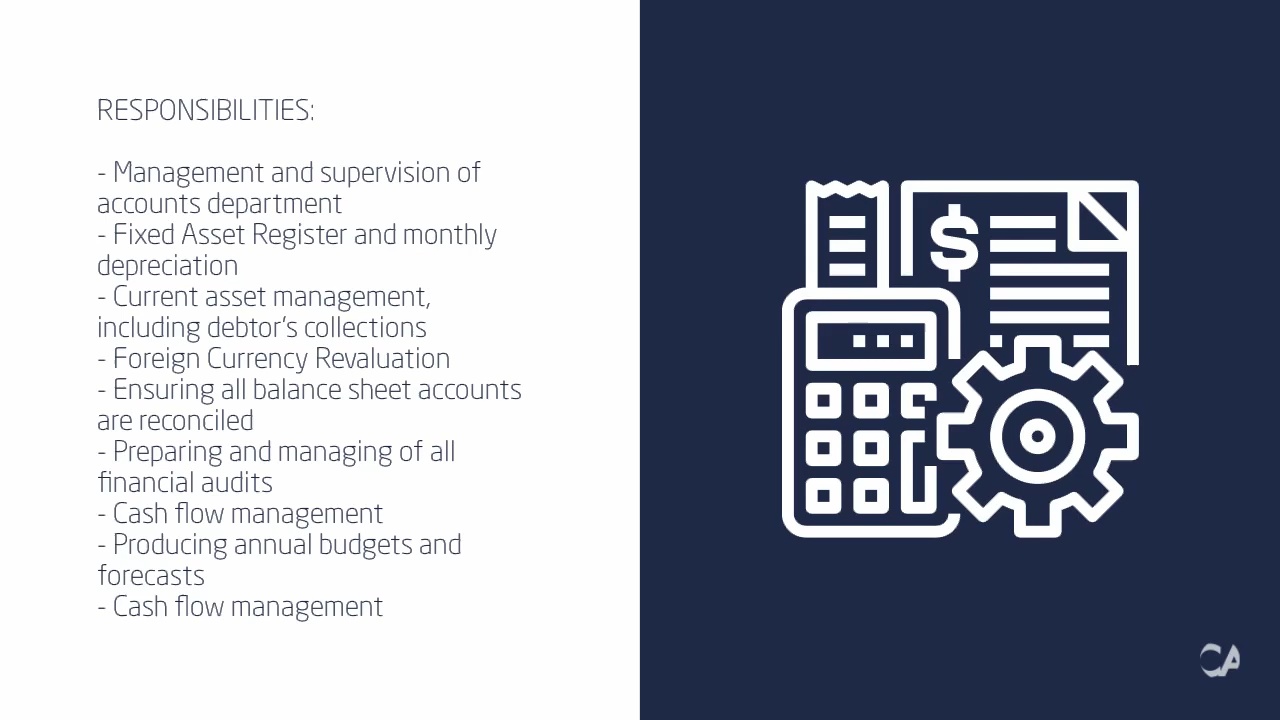 RESPONSIBILITIES:
- Management and supervision of
accounts department
- Fixed Asset Register and monthly
depreciation
- Current asset management,
including debtor's collections
- Foreign Currency Revaluation
- Ensuring all balance sheet accounts
are reconciled
- Preparing and managing of all
financial audits
- Cash flow management
- Producing annual budgets and
forecasts
- Cash flow management
$
CA